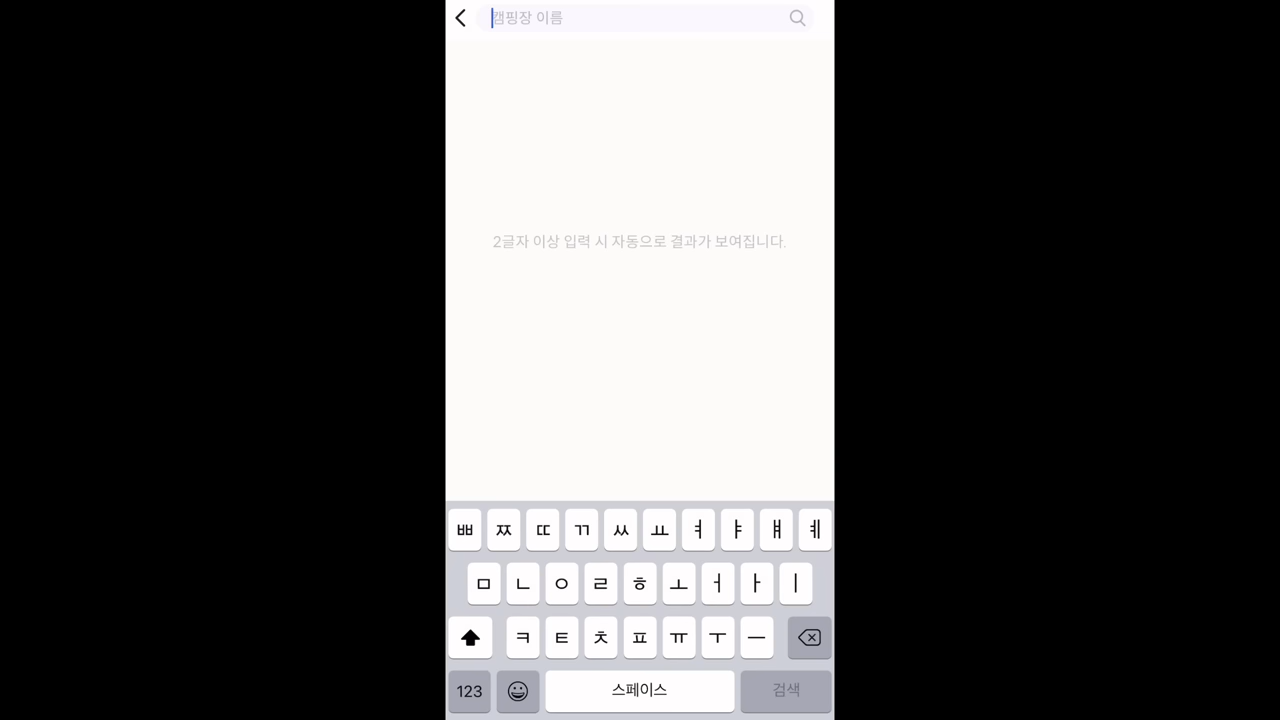 캠핑장 이름
2글자 이상 입력 시 자동으로 결과가 보여집니다.
ㅃ ㅉ ㄸ ㄲ ㅆ ㅛ ㅕ ㅑ ㅒ ㅖ
ㅁ ㄴ ㅇ ㄹ ㅎ ㅗ ㅓ ㅏ ㅣ
ㅋ ㅌ ㅊ ㅍ ㅠ ㅜ ㅡ
123 스페이스 검색